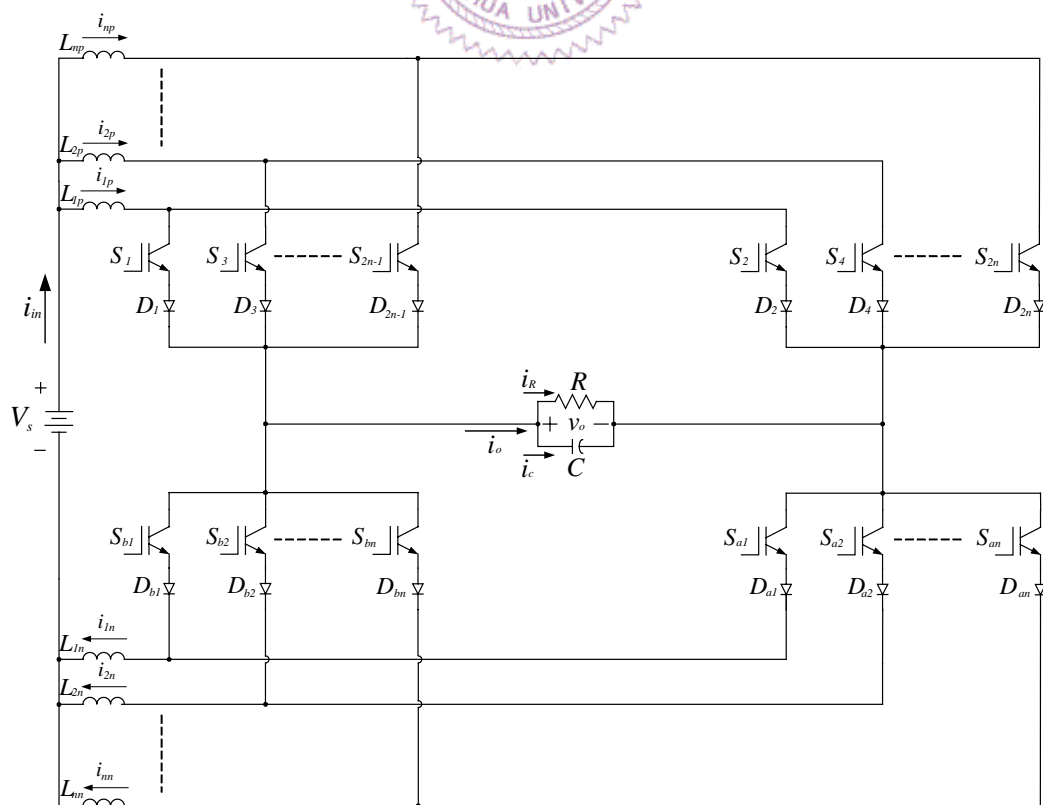 UA UNIV
i_np
L_np
i_2p
L_2p
i_1p
L_1p
S_1 S_3 S_2n-1 S_2 S_4 S_2n
D_1 D_3 D_2n-1 D_2 D_4 D_2n
i_in
i_R R
+
V_s + v_o −
i_o
− i_c C
S_b1 S_b2 S_bn S_a1 S_a2 S_an
D_b1 D_b2 D_bn D_a1 D_a2 D_an
i_1n
L_1n
i_2n
L_2n
i_nn
L_nn